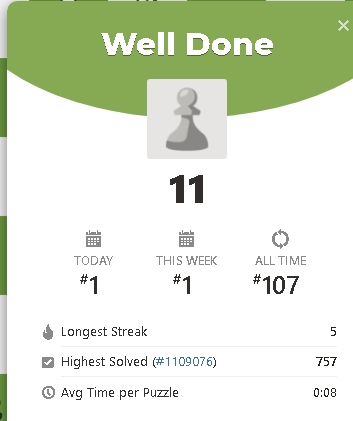 Well Done
×
11
TODAY THIS WEEK ALL TIME
#1 #1 #107
Longest Streak 5
Highest Solved (#1109076) 757
Avg Time per Puzzle 0:08